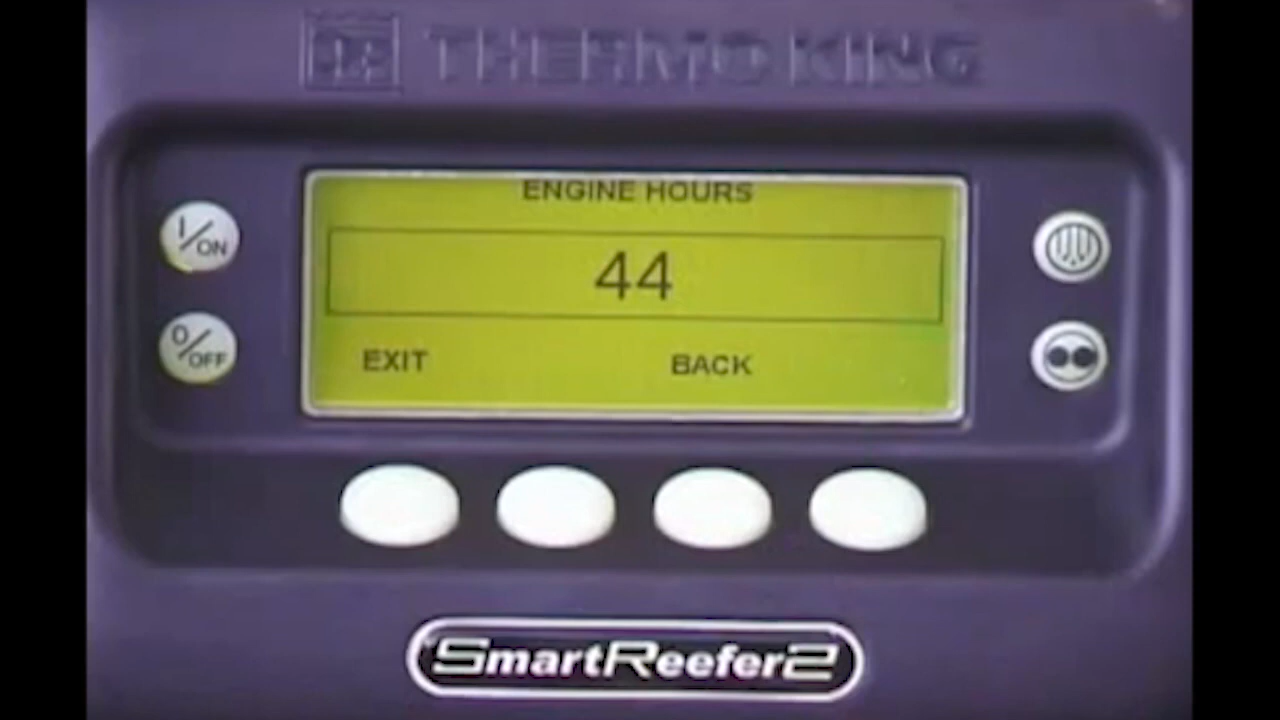 THERMO KING
ENGINE HOURS
I/ON
44
O/OFF
EXIT BACK
SmartReefer2